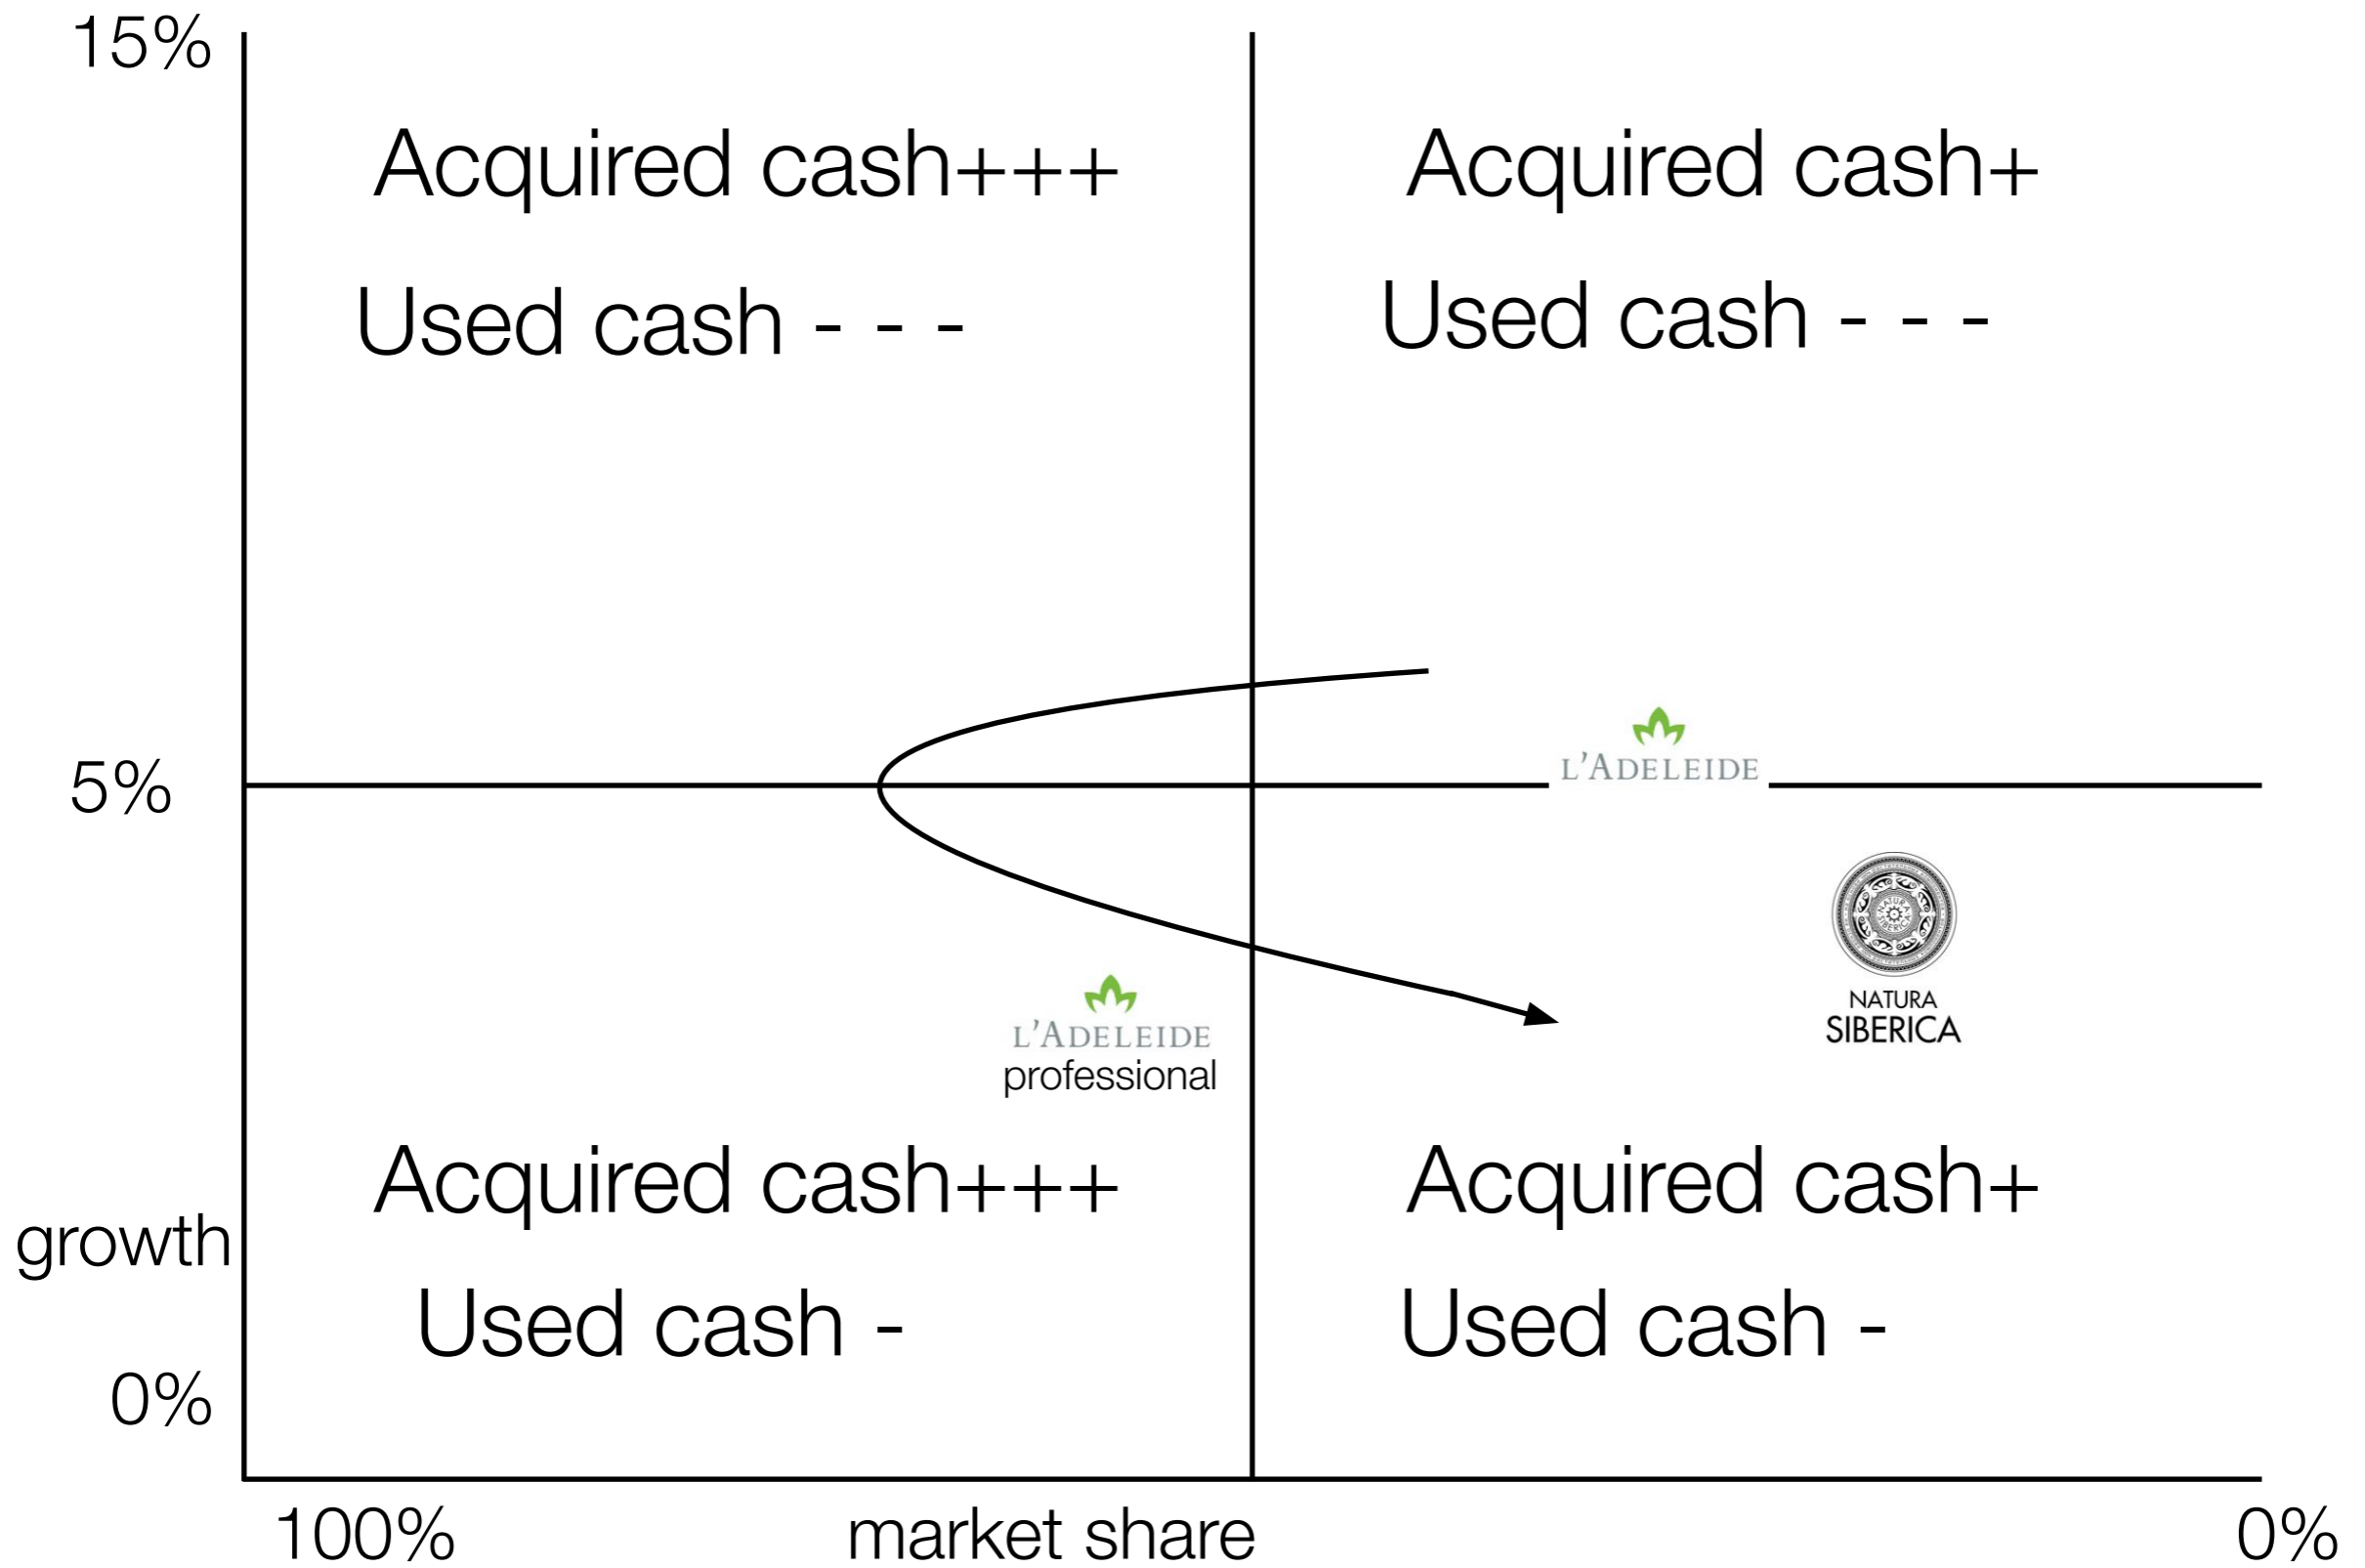 15%
Acquired cash+++
Used cash - - -
Acquired cash+
Used cash - - -
5%
L'ADELEIDE
NATURA
SIBERICA
L'ADELEIDE
professional
Acquired cash+++
Used cash -
Acquired cash+
Used cash -
growth
0%
100%
market share
0%